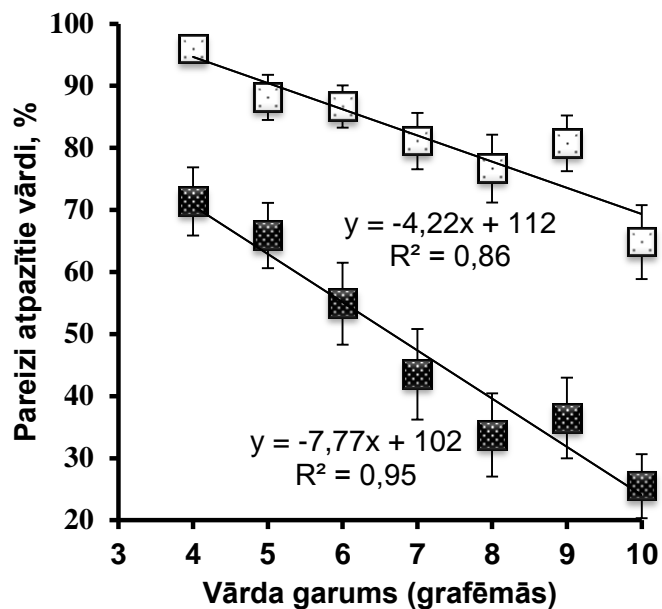 100
90
80
70
60
50
40
30
20
Pareizi atpazītie vārdi, %
y = -4,22x + 112
R² = 0,86
y = -7,77x + 102
R² = 0,95
3 4 5 6 7 8 9 10
Vārda garums (grafēmās)